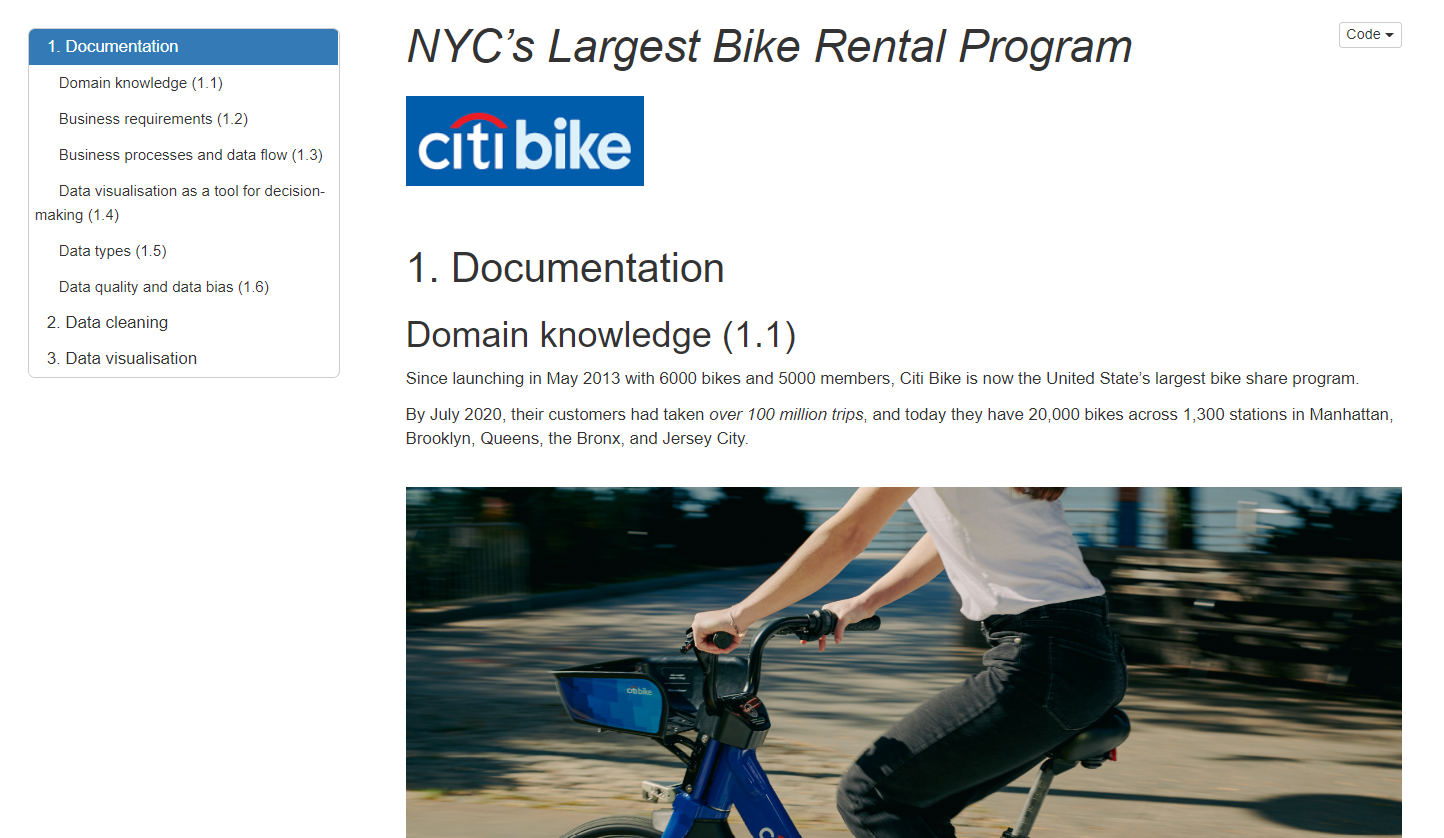 1. Documentation
Domain knowledge (1.1)
Business requirements (1.2)
Business processes and data flow (1.3)
Data visualisation as a tool for decision-
making (1.4)
Data types (1.5)
Data quality and data bias (1.6)
2. Data cleaning
3. Data visualisation
NYC’s Largest Bike Rental Program
Code
citi bike
1. Documentation
Domain knowledge (1.1)
Since launching in May 2013 with 6000 bikes and 5000 members, Citi Bike is now the United State’s largest bike share program.
By July 2020, their customers had taken over 100 million trips, and today they have 20,000 bikes across 1,300 stations in Manhattan,
Brooklyn, Queens, the Bronx, and Jersey City.
citi bike